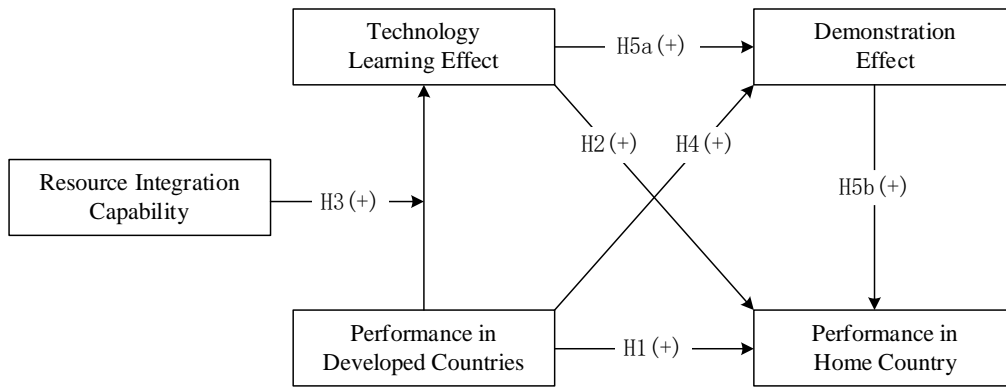 Technology
Learning Effect
H5a(+)
Demonstration
Effect
H2(+)
H4(+)
Resource Integration
Capability
H3(+)
H5b(+)
Performance in
Developed Countries
H1(+)
Performance in
Home Country